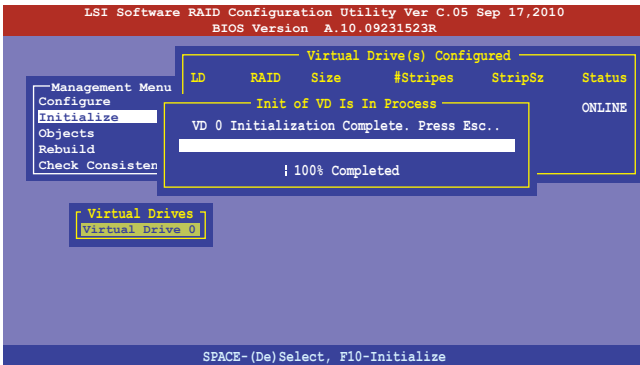 LSI Software RAID Configuration Utility Ver C.05 Sep 17,2010
BIOS Version A.10.09231523R
Virtual Drive(s) Configured
LD RAID Size #Stripes StripSz Status
ONLINE
Management Menu
Configure
Initialize
Objects
Rebuild
Check Consisten
Init of VD Is In Process
VD 0 Initialization Complete. Press Esc..
100% Completed
Virtual Drives
Virtual Drive 0
SPACE-(De)Select, F10-Initialize